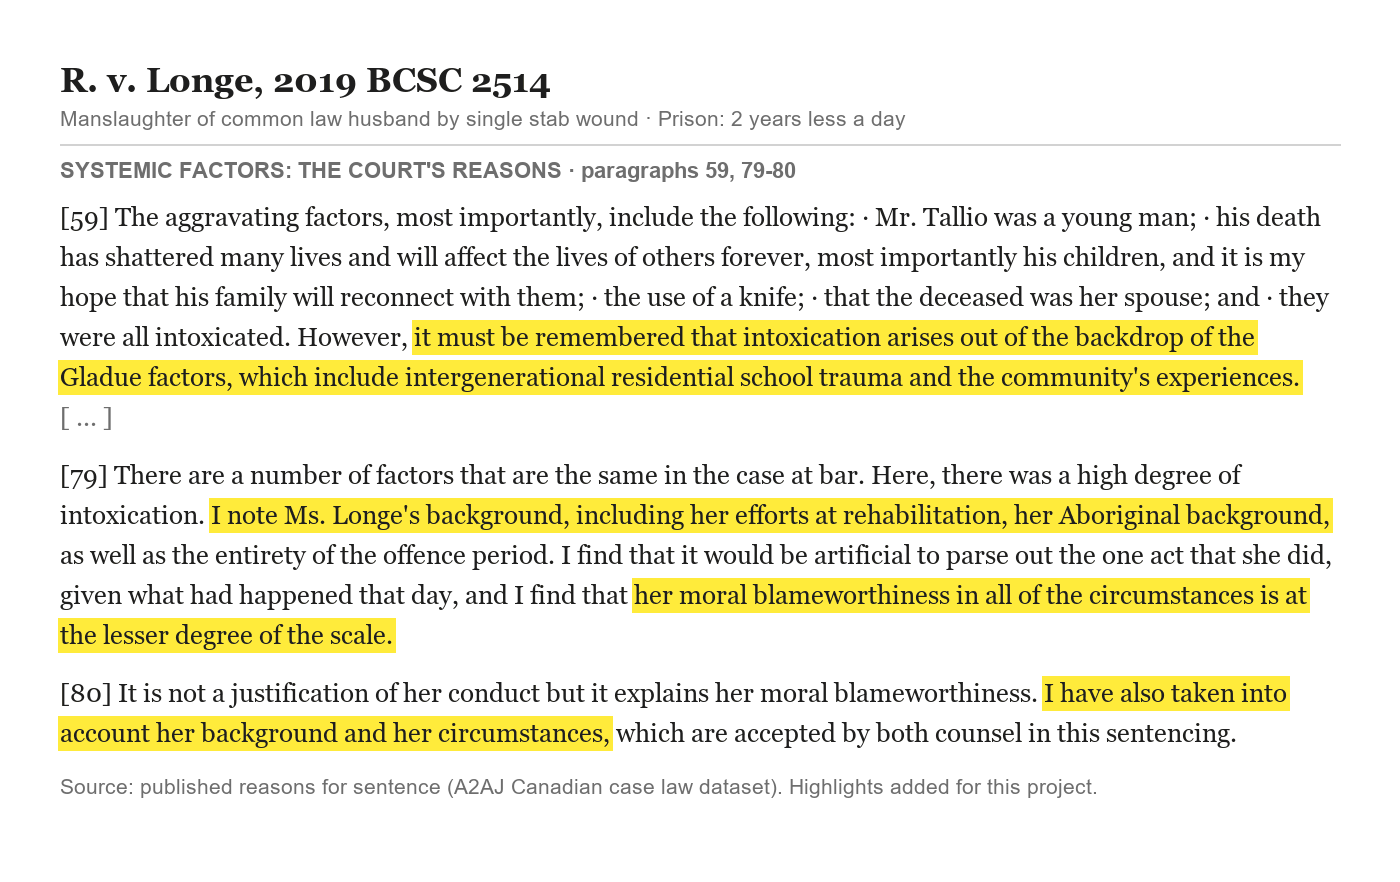 R. v. Longe, 2019 BCSC 2514
Manslaughter of common law husband by single stab wound · Prison: 2 years less a day
SYSTEMIC FACTORS: THE COURT'S REASONS · paragraphs 59, 79-80
[59] The aggravating factors, most importantly, include the following: · Mr. Tallio was a young man; · his death
has shattered many lives and will affect the lives of others forever, most importantly his children, and it is my
hope that his family will reconnect with them; · the use of a knife; · that the deceased was her spouse; and · they
were all intoxicated. However, it must be remembered that intoxication arises out of the backdrop of the
Gladue factors, which include intergenerational residential school trauma and the community's experiences.
[ ... ]
[79] There are a number of factors that are the same in the case at bar. Here, there was a high degree of
intoxication. I note Ms. Longe's background, including her efforts at rehabilitation, her Aboriginal background,
as well as the entirety of the offence period. I find that it would be artificial to parse out the one act that she did,
given what had happened that day, and I find that her moral blameworthiness in all of the circumstances is at
the lesser degree of the scale.
[80] It is not a justification of her conduct but it explains her moral blameworthiness. I have also taken into
account her background and her circumstances, which are accepted by both counsel in this sentencing.
Source: published reasons for sentence (A2AJ Canadian case law dataset). Highlights added for this project.